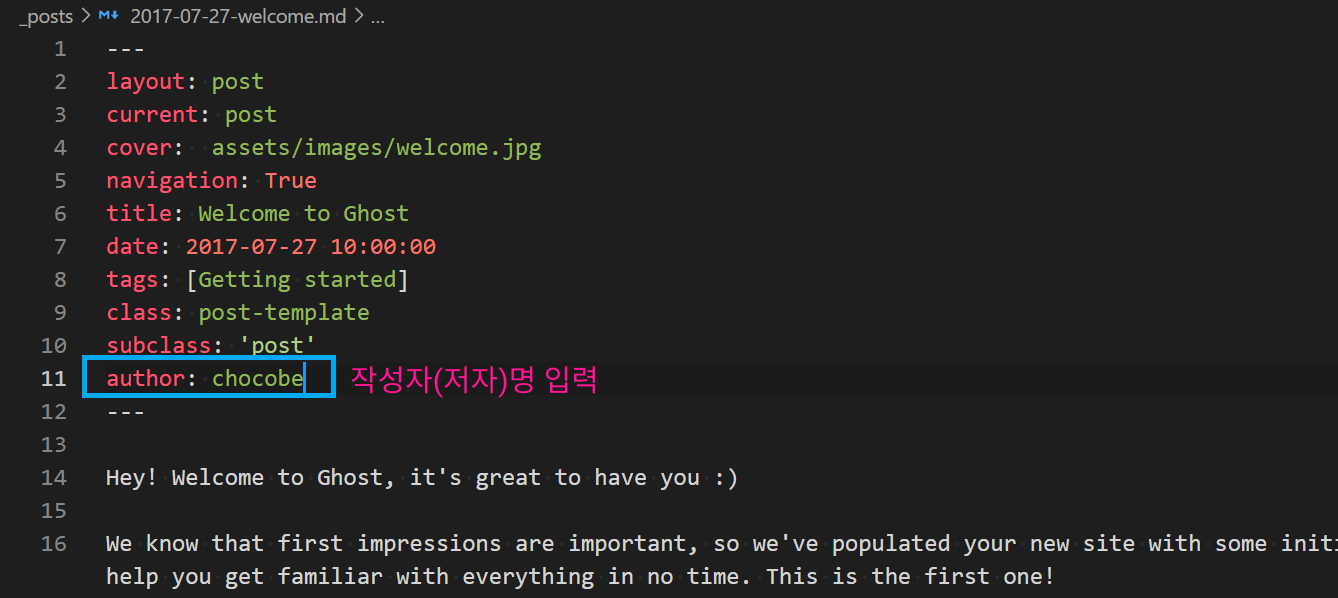 _posts > M↓ 2017-07-27-welcome.md > ...
1 ---
2 layout: post
3 current: post
4 cover:  assets/images/welcome.jpg
5 navigation: True
6 title: Welcome to Ghost
7 date: 2017-07-27 10:00:00
8 tags: [Getting started]
9 class: post-template
10 subclass: 'post'
11 author: chocobe 작성자(저자)명 입력
12 ---
13
14 Hey! Welcome to Ghost, it's great to have you :)
15
16 We know that first impressions are important, so we've populated your new site with some initi
help you get familiar with everything in no time. This is the first one!